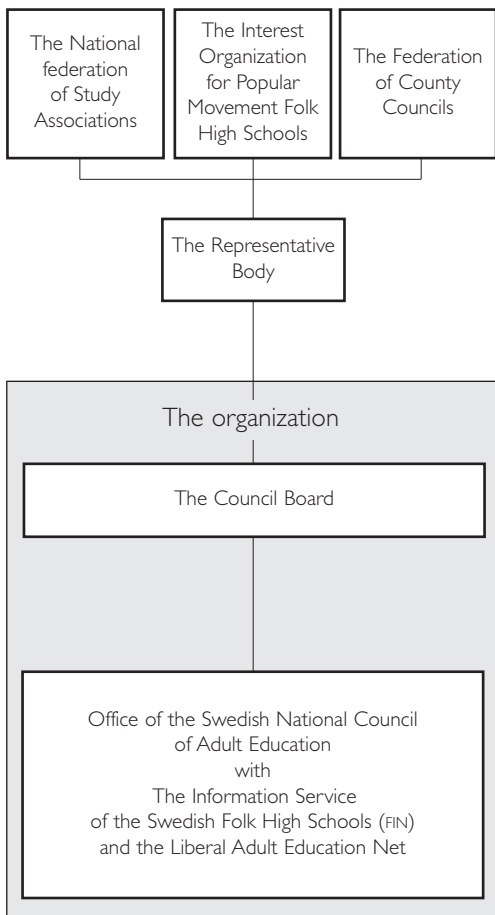 The National
federation
of Study
Associations
The Interest
Organization
for Popular
Movement Folk
High Schools
The Federation
of County
Councils
The Representative
Body
The organization
The Council Board
Office of the Swedish National Council
of Adult Education
with
The Information Service
of the Swedish Folk High Schools (FIN)
and the Liberal Adult Education Net